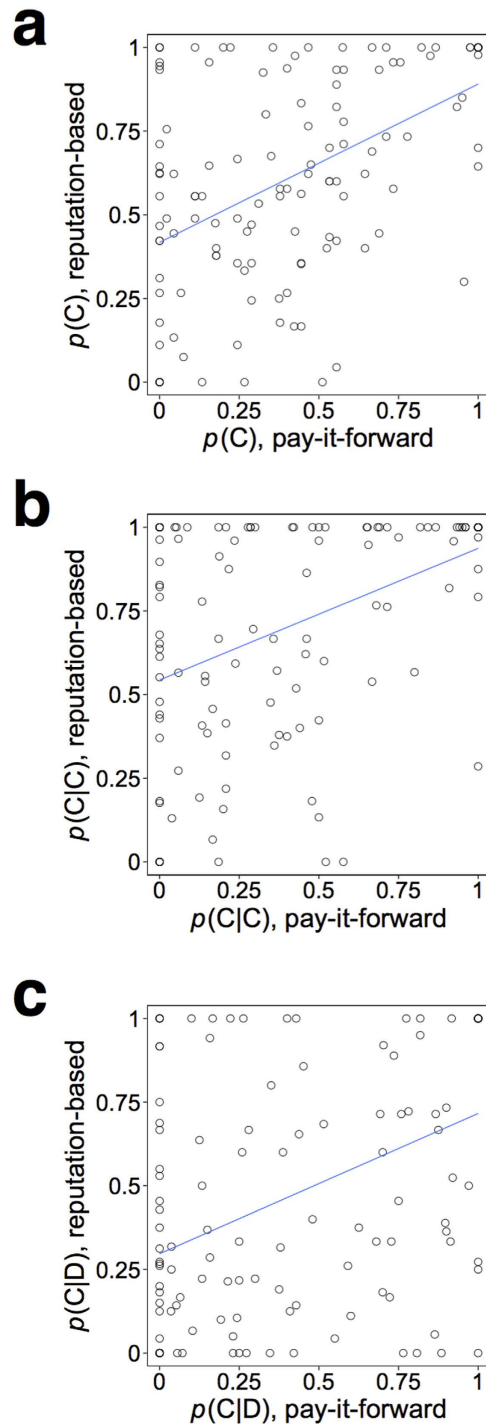 a
1
0.75
0.5
0.25
0
p(C), reputation-based
0 0.25 0.5 0.75 1
p(C), pay-it-forward
b
1
0.75
0.5
0.25
0
p(C|C), reputation-based
0 0.25 0.5 0.75 1
p(C|C), pay-it-forward
c
1
0.75
0.5
0.25
0
p(C|D), reputation-based
0 0.25 0.5 0.75 1
p(C|D), pay-it-forward